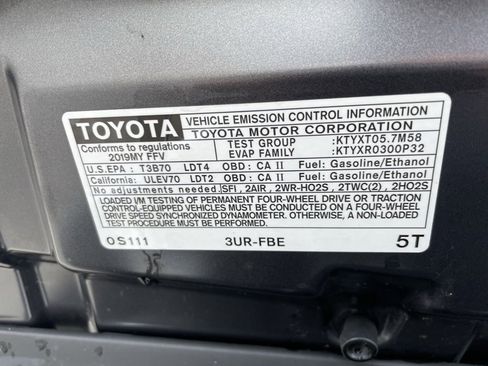 TOYOTA VEHICLE EMISSION CONTROL INFORMATION
TOYOTA MOTOR CORPORATION
Conforms to regulations TEST GROUP :KTYXT05.7M58
2019MY FFV EVAP FAMILY :KTYXR0300P32
U.S.EPA : T3B70 LDT4 OBD: CA II Fuel: Gasoline/Ethanol
California: ULEV70 LDT2 OBD: CA II Fuel: Gasoline/Ethanol
No adjustments needed. SFI, 2AIR, 2WR-HO2S, 2TWC(2), 2HO2S
LOADED I/M TESTING OF PERMANENT FOUR-WHEEL DRIVE OR TRACTION
CONTROL-EQUIPPED VEHICLES MUST BE CONDUCTED ON A FOUR-WHEEL
DRIVE SPEED SYNCHRONIZED DYNAMOMETER. OTHERWISE, A NON-LOADED
TEST PROCEDURE MUST BE USED.
0S111 3UR-FBE 5T